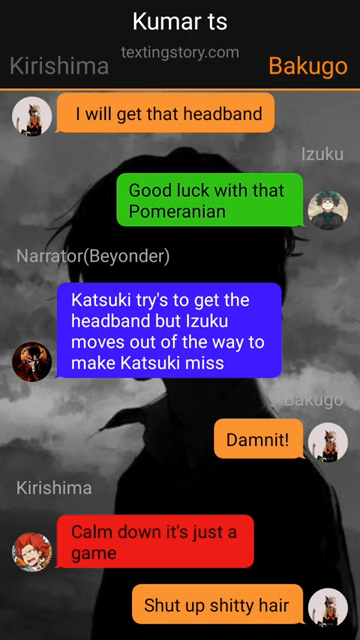 Kumar ts
textingstory.com
Kirishima
Bakugo
I will get that headband
Izuku
Good luck with that
Pomeranian
Narrator(Beyonder)
Katsuki try's to get the
headband but Izuku
moves out of the way to
make Katsuki miss
Bakugo
Damnit!
Kirishima
Calm down it's just a
game
Shut up shitty hair